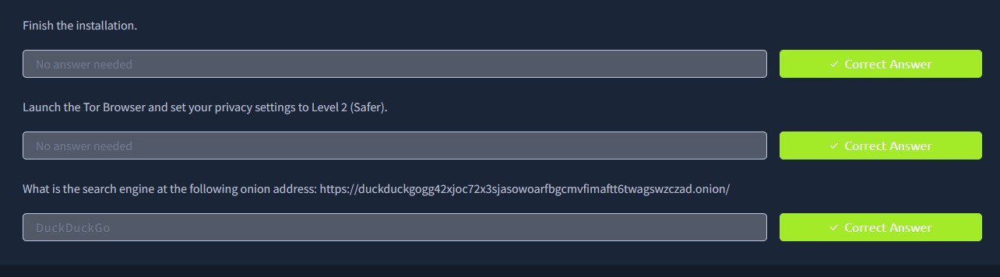 Finish the installation.
No answer needed
✓ Correct Answer
Launch the Tor Browser and set your privacy settings to Level 2 (Safer).
No answer needed
✓ Correct Answer
What is the search engine at the following onion address: https://duckduckgogg42xjoc72x3sjasowoarfbgcmvfimaftt6twagswzczad.onion/
DuckDuckGo
✓ Correct Answer